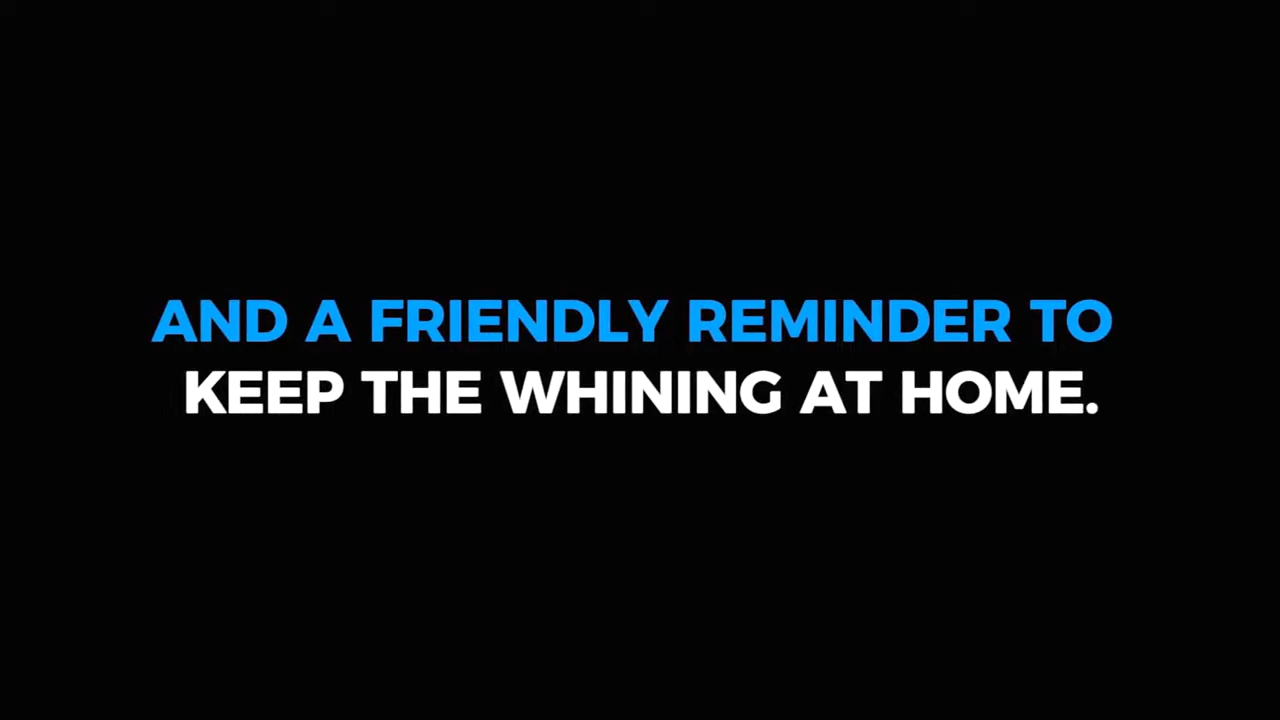 AND A FRIENDLY REMINDER TO
KEEP THE WHINING AT HOME.